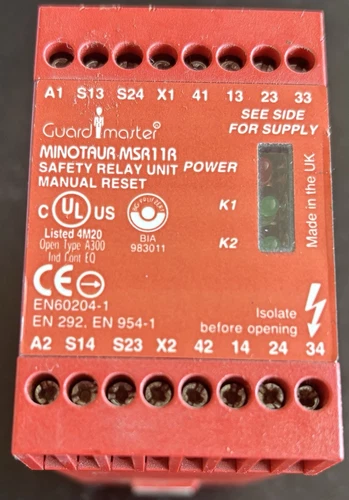 A1 S13 S24 X1 41 13 23 33
Guardmaster
SEE SIDE
FOR SUPPLY
MINOTAUR MSR11R
SAFETY RELAY UNIT
MANUAL RESET
POWER
K1
K2
Made in the UK
C UL US
Listed 4M20
Open Type A300
Ind Cont EQ
BIA
983011
CE
EN60204-1
EN 292, EN 954-1
Isolate
before opening
A2 S14 S23 X2 42 14 24 34